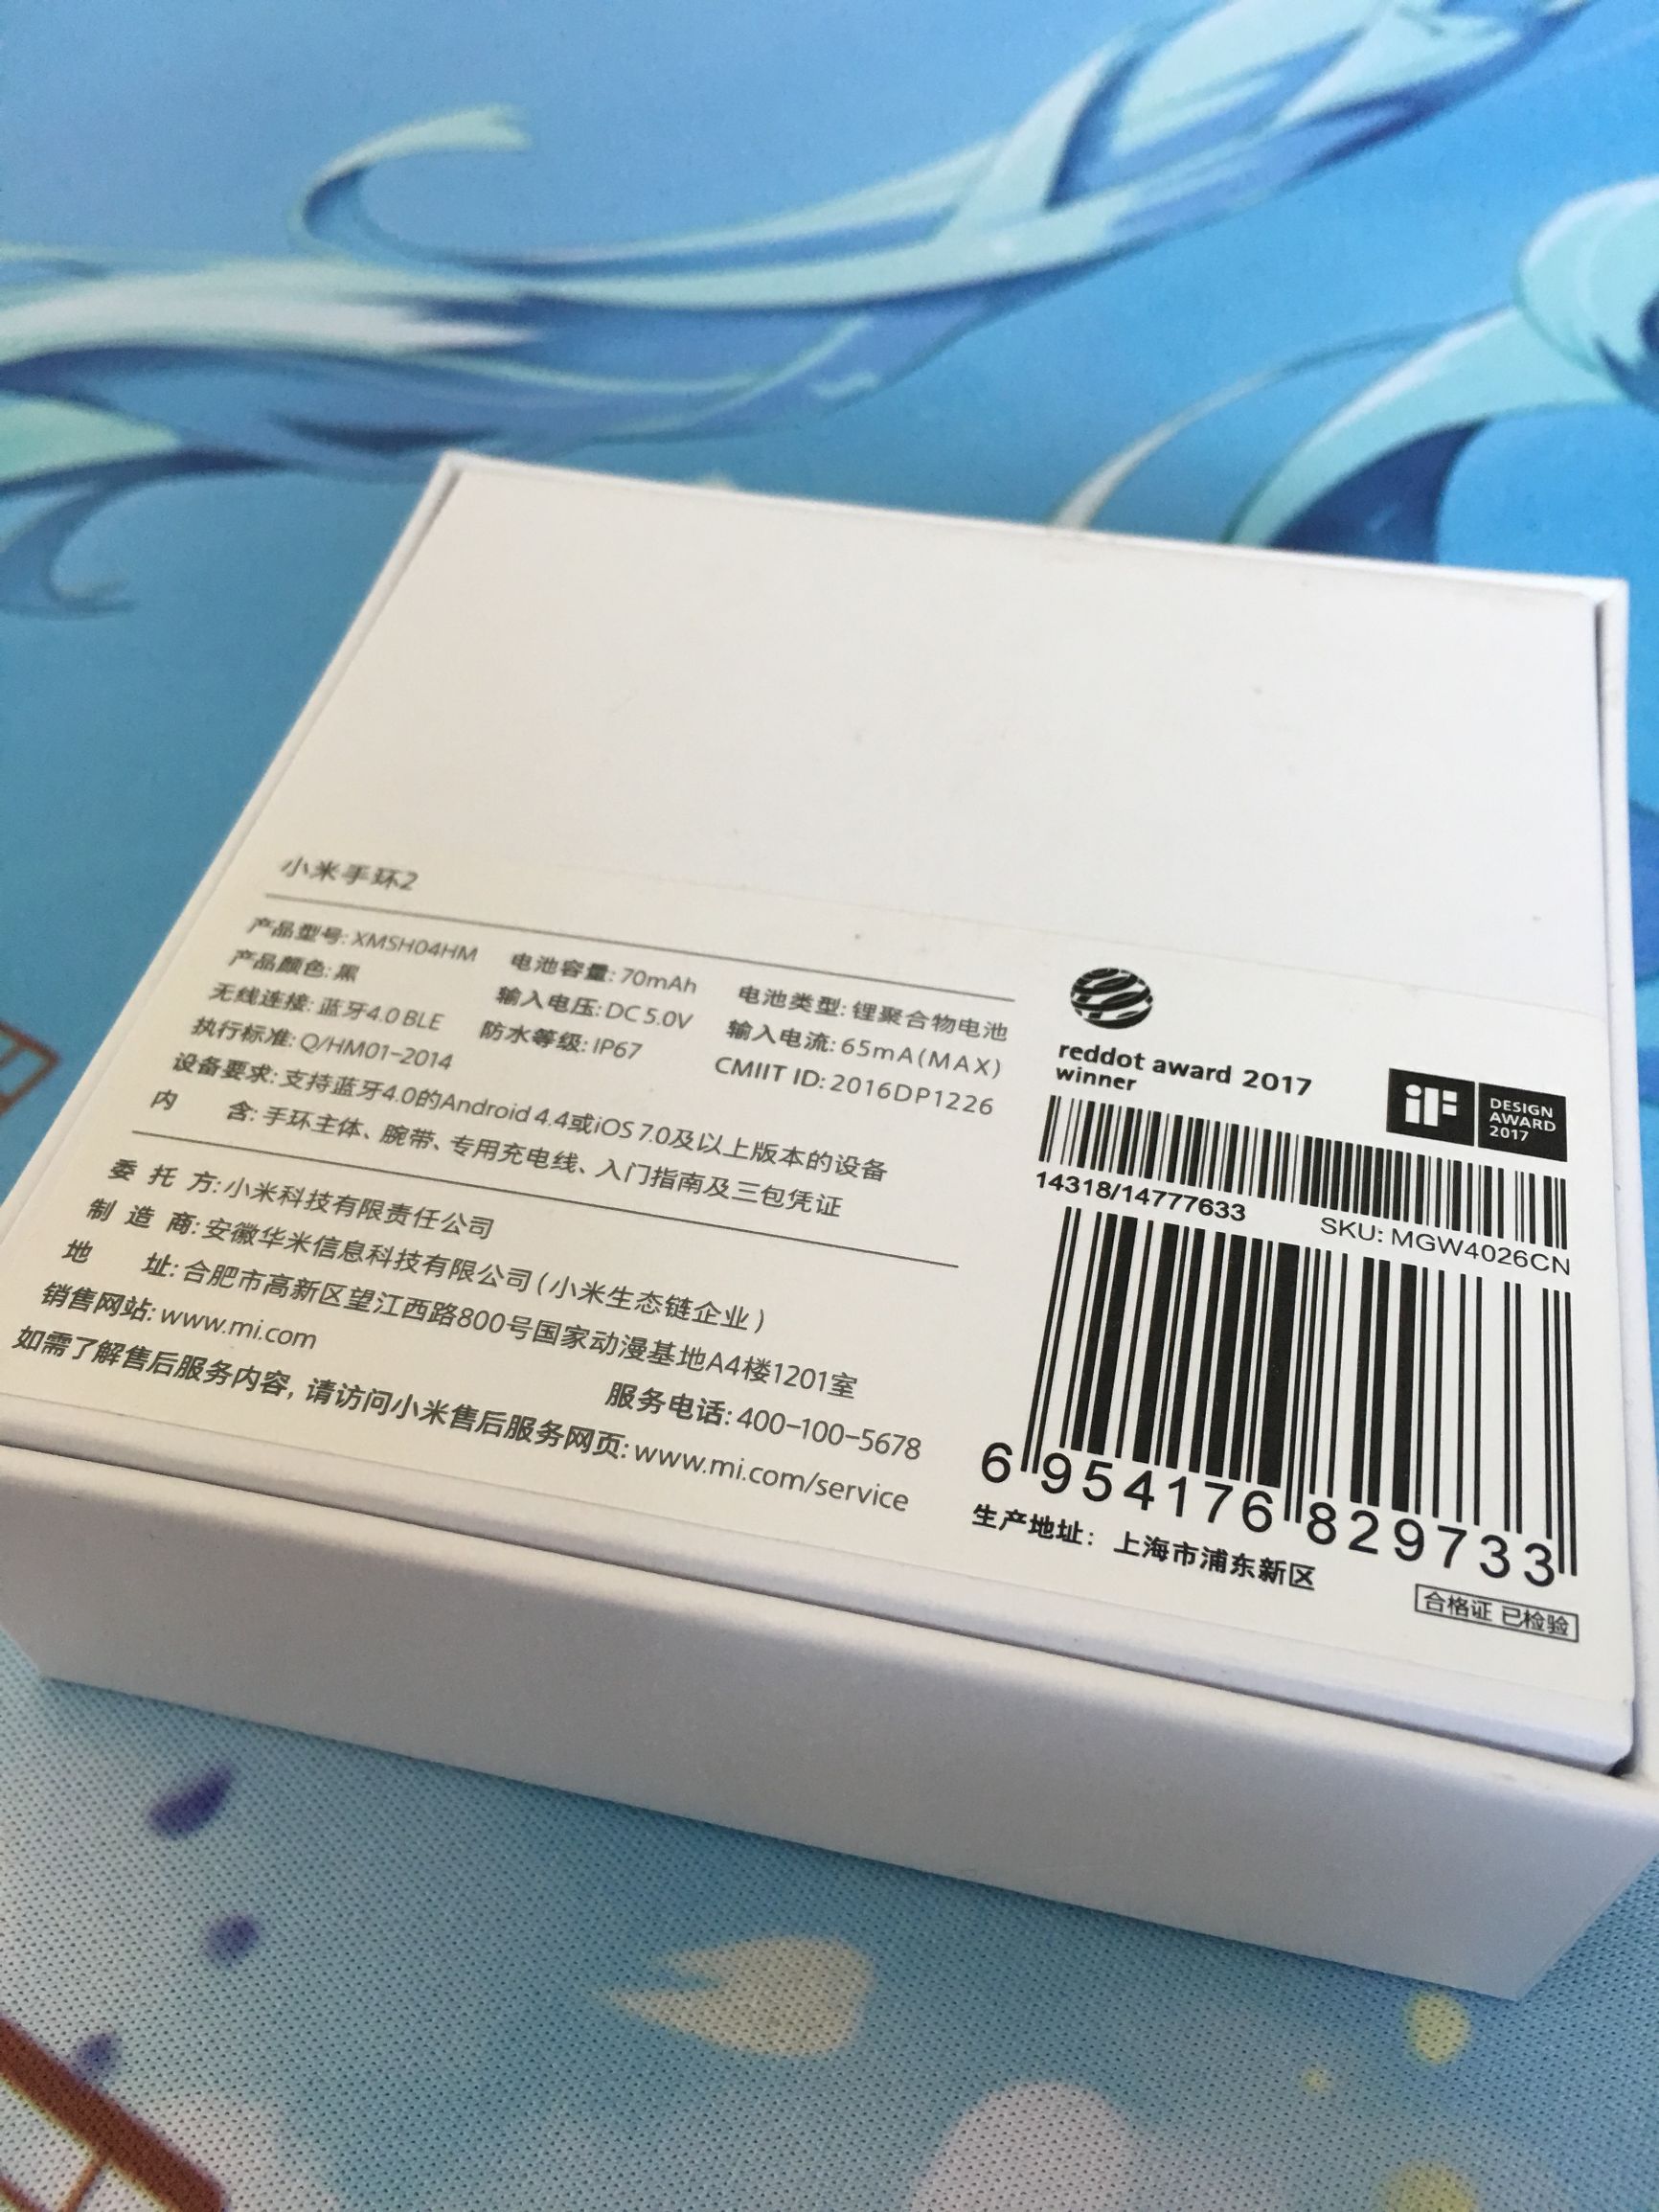 小米手环2
产品型号: XMSH04HM 电池容量: 70mAh 电池类型: 锂聚合物电池
产品颜色: 黑 输入电压: DC 5.0V 输入电流: 65mA(MAX)
无线连接: 蓝牙4.0 BLE 防水等级: IP67 CMIIT ID: 2016DP1226
执行标准: Q/HM01-2014
设备要求: 支持蓝牙4.0的Android 4.4或iOS 7.0及以上版本的设备
内 含: 手环主体、腕带、专用充电线、入门指南及三包凭证
委 托 方: 小米科技有限责任公司
制 造 商: 安徽华米信息科技有限公司 (小米生态链企业)
地 址: 合肥市高新区望江西路800号国家动漫基地A4楼1201室
销售网站: www.mi.com 服务电话: 400-100-5678
如需了解售后服务内容, 请访问小米售后服务网页: www.mi.com/service
reddot award 2017
winner
iF
DESIGN
AWARD
2017
14318/14777633
SKU: MGW4026CN
6 954176 829733
生产地址: 上海市浦东新区
合格证 已检验